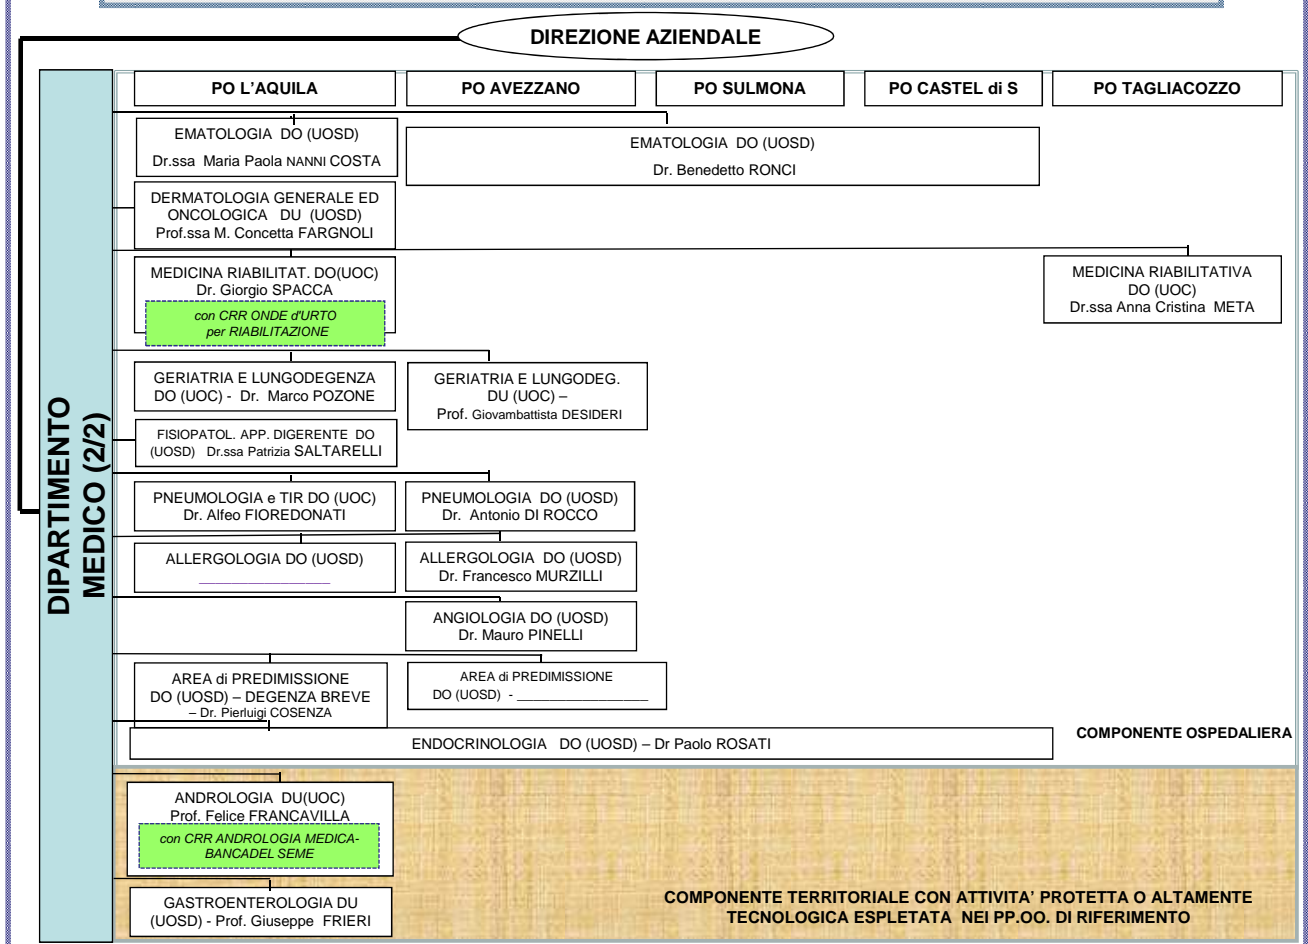 DIREZIONE AZIENDALE
DIPARTIMENTO
MEDICO (2/2)
PO L'AQUILA
PO AVEZZANO
PO SULMONA
PO CASTEL di S
PO TAGLIACOZZO
EMATOLOGIA DO (UOSD)
Dr.ssa Maria Paola NANNI COSTA
EMATOLOGIA DO (UOSD)
Dr. Benedetto RONCI
DERMATOLOGIA GENERALE ED
ONCOLOGICA DU (UOSD)
Prof.ssa M. Concetta FARGNOLI
MEDICINA RIABILITAT. DO(UOC)
Dr. Giorgio SPACCA
con CRR ONDE d'URTO
per RIABILITAZIONE
MEDICINA RIABILITATIVA
DO (UOC)
Dr.ssa Anna Cristina META
GERIATRIA E LUNGODEGENZA
DO (UOC) - Dr. Marco POZONE
GERIATRIA E LUNGODEG.
DU (UOC) –
Prof. Giovambattista DESIDERI
FISIOPATOL. APP. DIGERENTE DO
(UOSD) Dr.ssa Patrizia SALTARELLI
PNEUMOLOGIA e TIR DO (UOC)
Dr. Alfeo FIOREDONATI
PNEUMOLOGIA DO (UOSD)
Dr. Antonio DI ROCCO
ALLERGOLOGIA DO (UOSD)
_________________
ALLERGOLOGIA DO (UOSD)
Dr. Francesco MURZILLI
ANGIOLOGIA DO (UOSD)
Dr. Mauro PINELLI
AREA di PREDIMISSIONE
DO (UOSD) – DEGENZA BREVE
– Dr. Pierluigi COSENZA
AREA di PREDIMISSIONE
DO (UOSD) - _________________
ENDOCRINOLOGIA DO (UOSD) – Dr Paolo ROSATI
COMPONENTE OSPEDALIERA
ANDROLOGIA DU(UOC)
Prof. Felice FRANCAVILLA
con CRR ANDROLOGIA MEDICA-
BANCADEL SEME
GASTROENTEROLOGIA DU
(UOSD) - Prof. Giuseppe FRIERI
COMPONENTE TERRITORIALE CON ATTIVITA' PROTETTA O ALTAMENTE
TECNOLOGICA ESPLETATA NEI PP.OO. DI RIFERIMENTO